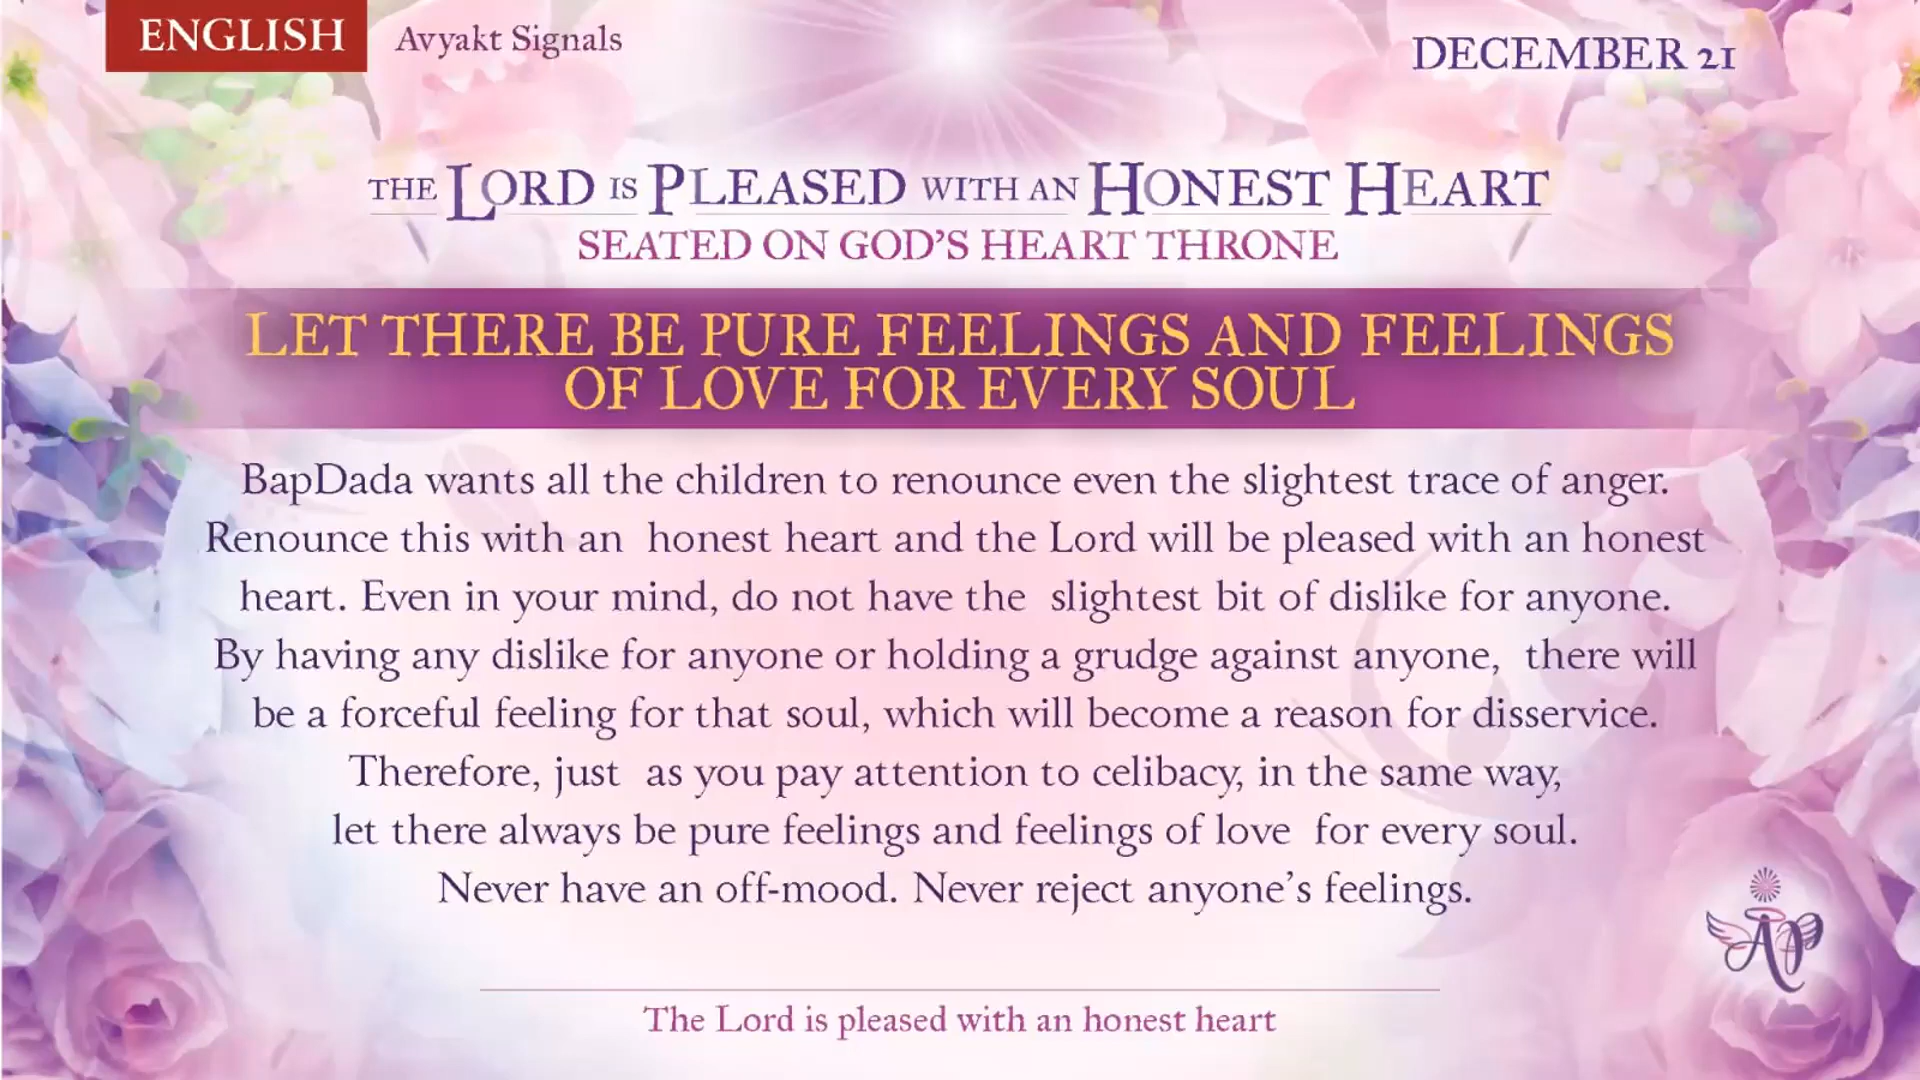 ENGLISH
Avyakt Signals
DECEMBER 21
THE LORD IS PLEASED WITH AN HONEST HEART
SEATED ON GOD'S HEART THRONE
LET THERE BE PURE FEELINGS AND FEELINGS
OF LOVE FOR EVERY SOUL
BapDada wants all the children to renounce even the slightest trace of anger.
Renounce this with an honest heart and the Lord will be pleased with an honest
heart. Even in your mind, do not have the slightest bit of dislike for anyone.
By having any dislike for anyone or holding a grudge against anyone, there will
be a forceful feeling for that soul, which will become a reason for disservice.
Therefore, just as you pay attention to celibacy, in the same way,
let there always be pure feelings and feelings of love for every soul.
Never have an off-mood. Never reject anyone's feelings.
AP
The Lord is pleased with an honest heart